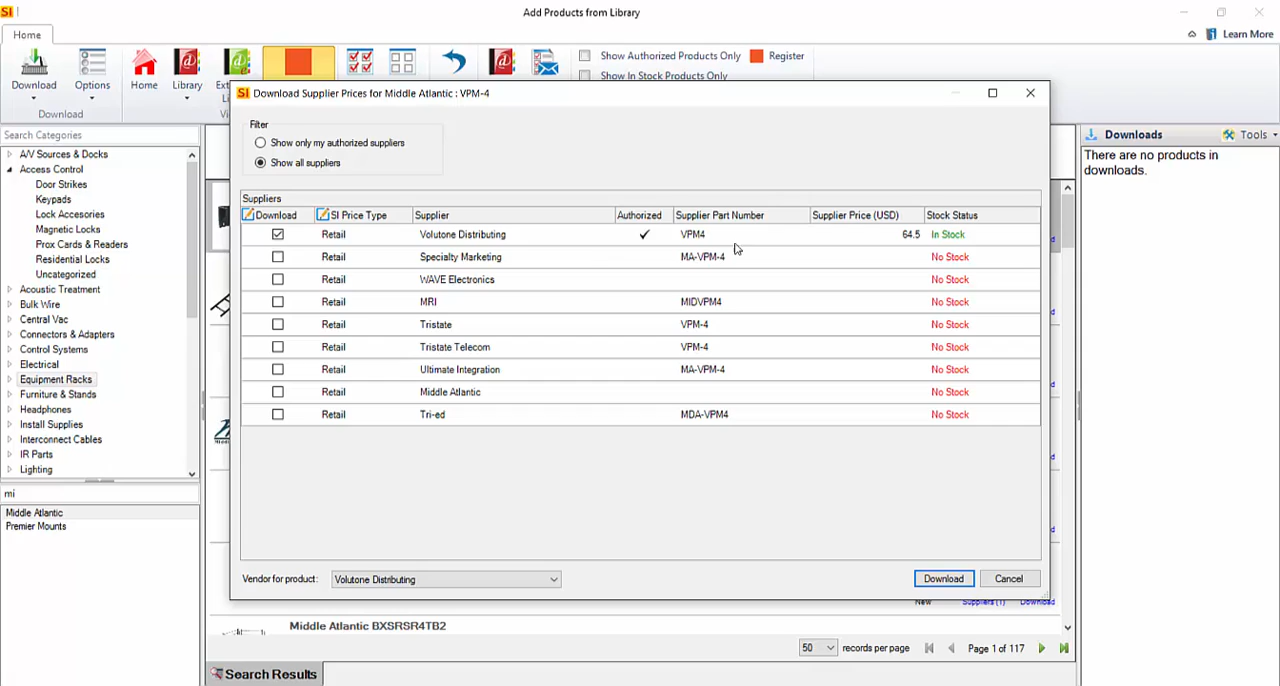 SI
Add Products from Library
Home
Learn More
Download
Options
Home
Library
Show Authorized Products Only
Register
Show In Stock Products Only
Download
SI Download Supplier Prices for Middle Atlantic : VPM-4
Filter
Show only my authorized suppliers
Show all suppliers
Search Categories
A/V Sources & Docks
Access Control
Door Strikes
Keypads
Lock Accesories
Magnetic Locks
Prox Cards & Readers
Residential Locks
Uncategorized
Acoustic Treatment
Bulk Wire
Central Vac
Connectors & Adapters
Control Systems
Electrical
Equipment Racks
Furniture & Stands
Headphones
Install Supplies
Interconnect Cables
IR Parts
Lighting
mi
Middle Atlantic
Premier Mounts
Suppliers
Download SI Price Type Supplier Authorized Supplier Part Number Supplier Price (USD) Stock Status
Retail Volutone Distributing VPM4 64.5 In Stock
Retail Specialty Marketing MA-VPM-4 No Stock
Retail WAVE Electronics No Stock
Retail MRI MIDVPM4 No Stock
Retail Tristate VPM-4 No Stock
Retail Tristate Telecom VPM-4 No Stock
Retail Ultimate Integration MA-VPM-4 No Stock
Retail Middle Atlantic No Stock
Retail Tri-ed MDA-VPM4 No Stock
Vendor for product: Volutone Distributing
Download Cancel
New Suppliers (1) Download
Middle Atlantic BXSRSR4TB2
50 records per page Page 1 of 117
Search Results
Downloads
Tools
There are no products in
downloads.